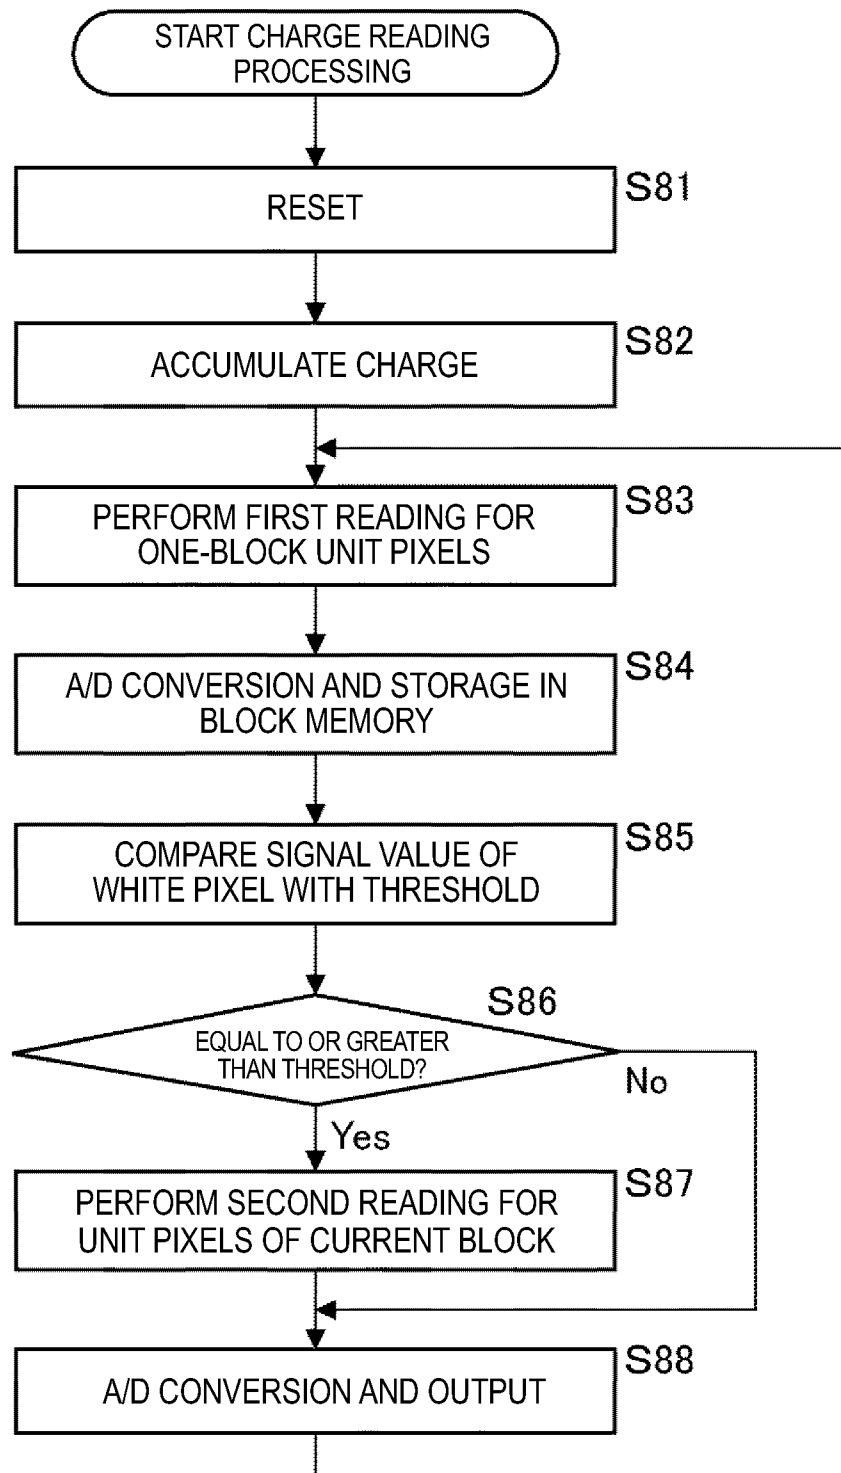 START CHARGE READING
PROCESSING
S81
RESET
S82
ACCUMULATE CHARGE
S83
PERFORM FIRST READING FOR
ONE-BLOCK UNIT PIXELS
S84
A/D CONVERSION AND STORAGE IN
BLOCK MEMORY
S85
COMPARE SIGNAL VALUE OF
WHITE PIXEL WITH THRESHOLD
S86
EQUAL TO OR GREATER
THAN THRESHOLD?
No
Yes
S87
PERFORM SECOND READING FOR
UNIT PIXELS OF CURRENT BLOCK
S88
A/D CONVERSION AND OUTPUT